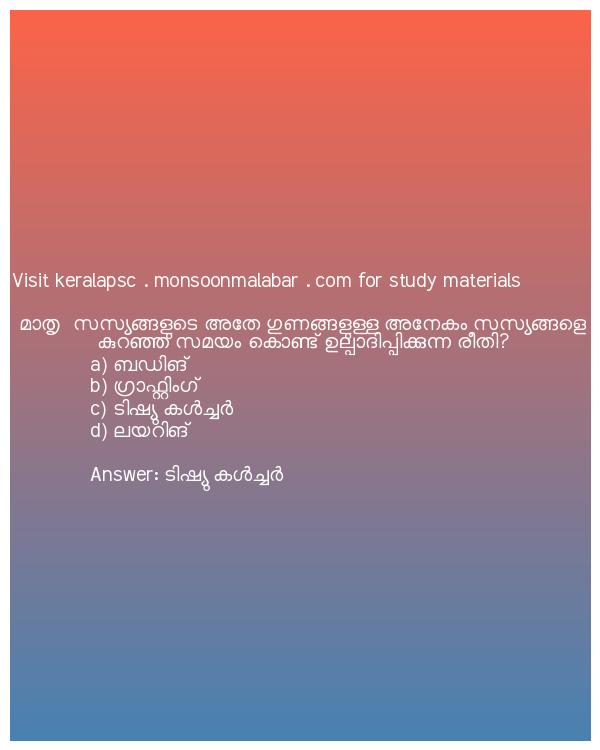 Visit keralapsc . monsoonmalabar . com for study materials
മാതൃ സസ്യങ്ങളുടെ അതേ ഗുണങ്ങളുള്ള അനേകം സസ്യങ്ങളെ
കുറഞ്ഞ സമയം കൊണ്ട് ഉല്പാദിപ്പിക്കുന്ന രീതി?
a) ബഡിങ്
b) ഗ്രാഫ്റ്റിംഗ്
c) ടിഷ്യു കൾച്ചർ
d) ലയറിങ്
Answer: ടിഷ്യു കൾച്ചർ